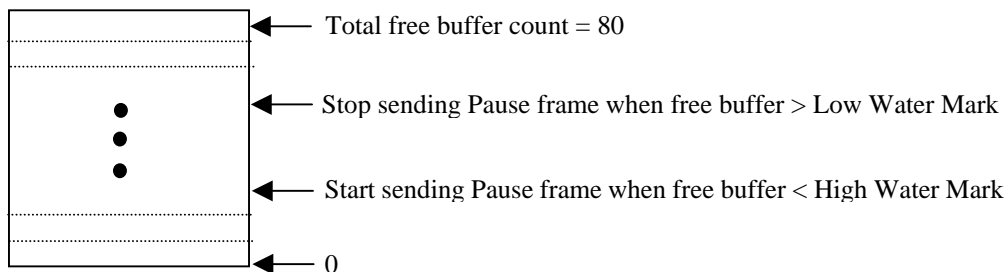 Total free buffer count = 80
Stop sending Pause frame when free buffer > Low Water Mark
Start sending Pause frame when free buffer < High Water Mark
0